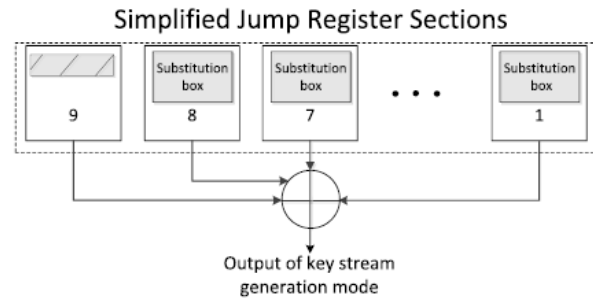 Simplified Jump Register Sections
Substitution
box
Substitution
box
Substitution
box
9
8
7
1
Output of key stream
generation mode